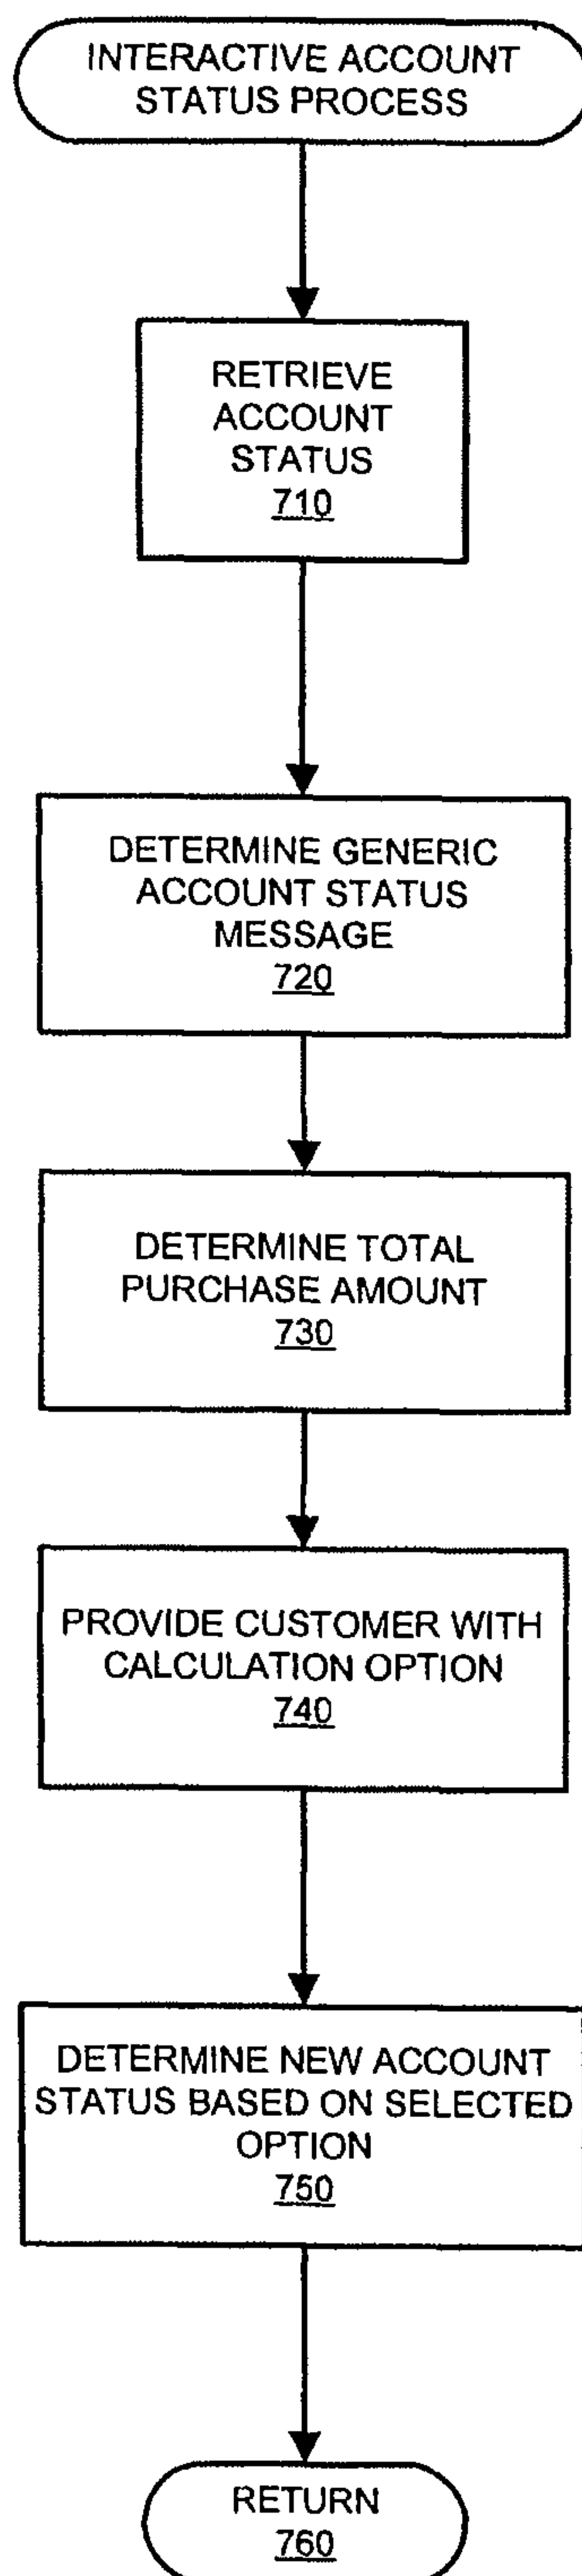 INTERACTIVE ACCOUNT
STATUS PROCESS
RETRIEVE
ACCOUNT
STATUS
710
DETERMINE GENERIC
ACCOUNT STATUS
MESSAGE
720
DETERMINE TOTAL
PURCHASE AMOUNT
730
PROVIDE CUSTOMER WITH
CALCULATION OPTION
740
DETERMINE NEW ACCOUNT
STATUS BASED ON SELECTED
OPTION
750
RETURN
760